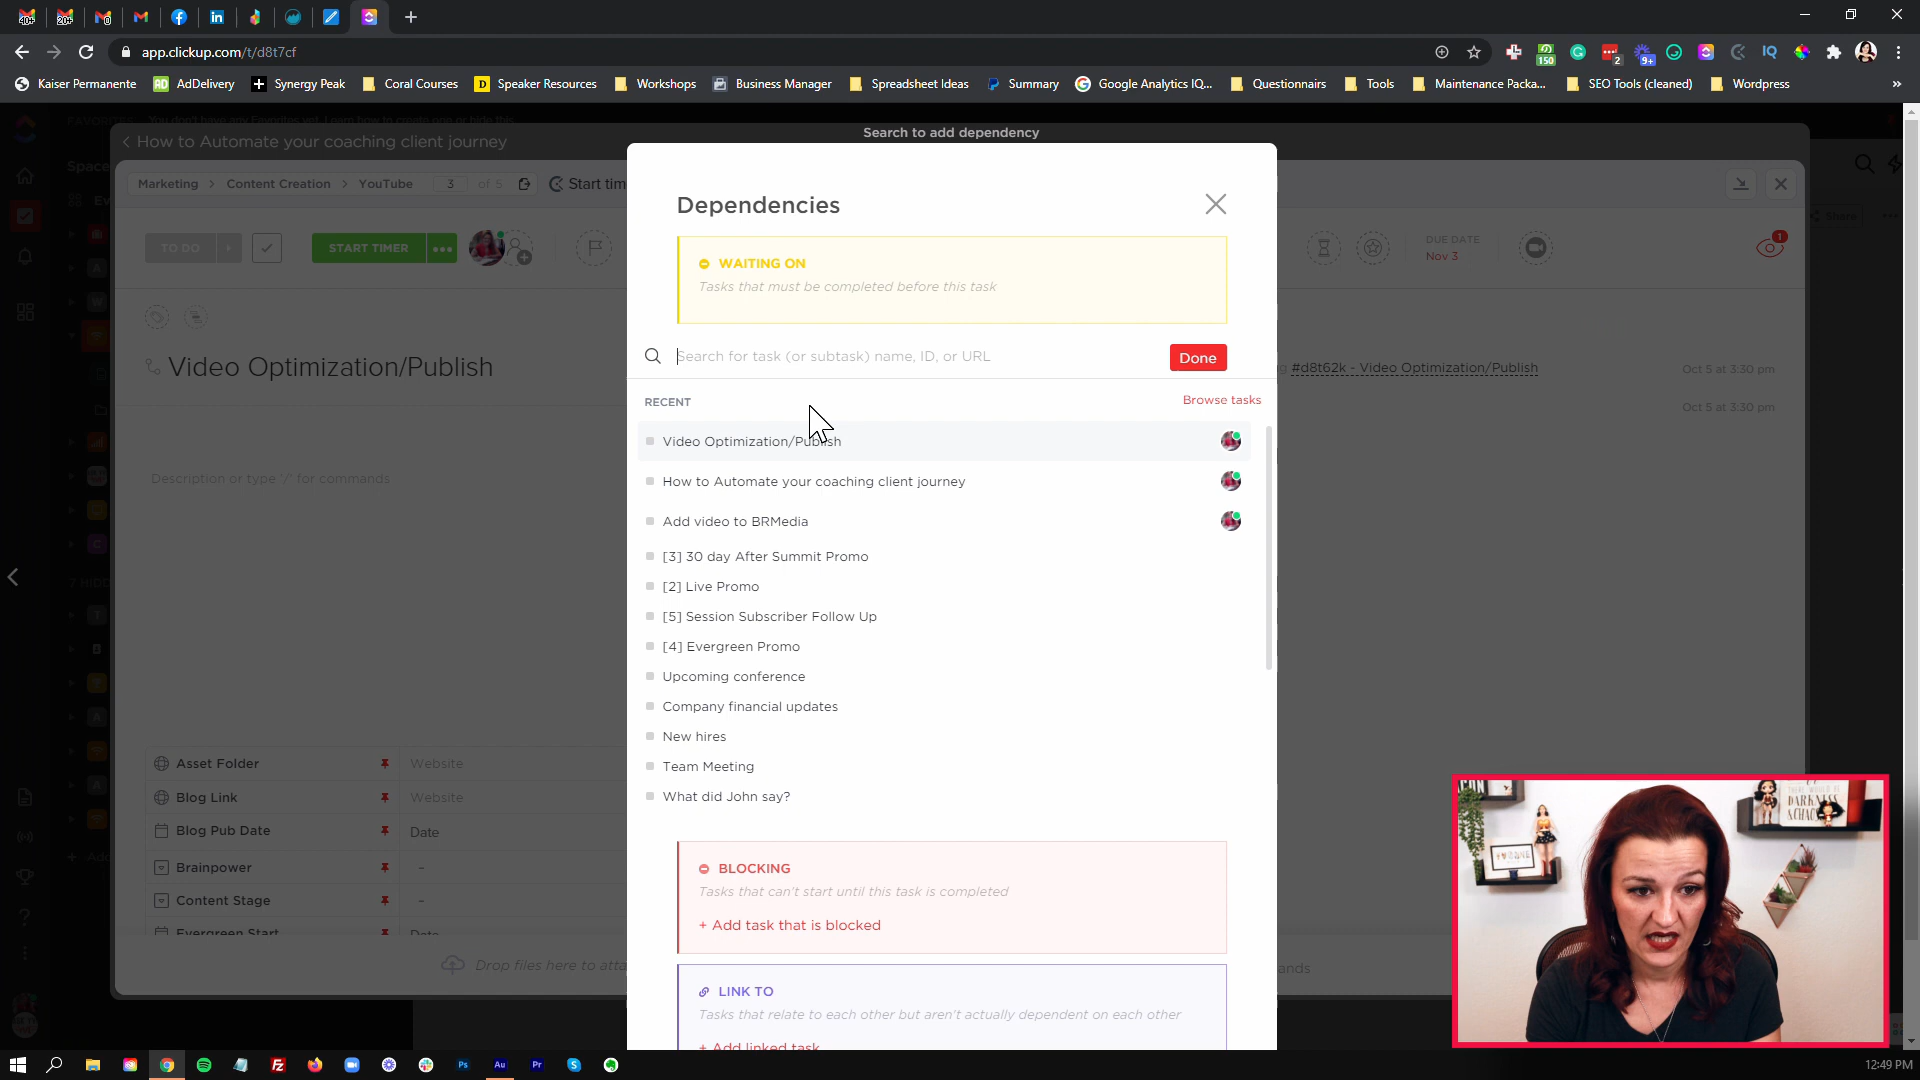 app.clickup.com/t/d8t7cf
Kaiser Permanente
AdDelivery
Synergy Peak
Coral Courses
Speaker Resources
Workshops
Business Manager
Spreadsheet Ideas
Summary
Google Analytics IQ...
Questionnairs
Tools
Maintenance Packa...
SEO Tools (cleaned)
Wordpress
Search to add dependency
How to Automate your coaching client journey
Marketing > Content Creation > YouTube 3 of 5
Start tim
TO DO
START TIMER
DUE DATE
Nov 3
1
Share
Video Optimization/Publish
#d8t62k - Video Optimization/Publish
Oct 5 at 3:30 pm
Oct 5 at 3:30 pm
Description or type '/' for commands
Asset Folder
Website
Blog Link
Website
Blog Pub Date
Date
Brainpower
–
Content Stage
–
Evergreen Start
Date
Drop files here to atta
ands
Dependencies
WAITING ON
Tasks that must be completed before this task
Search for task (or subtask) name, ID, or URL
Done
RECENT
Browse tasks
Video Optimization/Publish
How to Automate your coaching client journey
Add video to BRMedia
[3] 30 day After Summit Promo
[2] Live Promo
[5] Session Subscriber Follow Up
[4] Evergreen Promo
Upcoming conference
Company financial updates
New hires
Team Meeting
What did John say?
BLOCKING
Tasks that can't start until this task is completed
+ Add task that is blocked
LINK TO
Tasks that relate to each other but aren't actually dependent on each other
+ Add linked task
DARKNESS
& CHAOS
12:49 PM